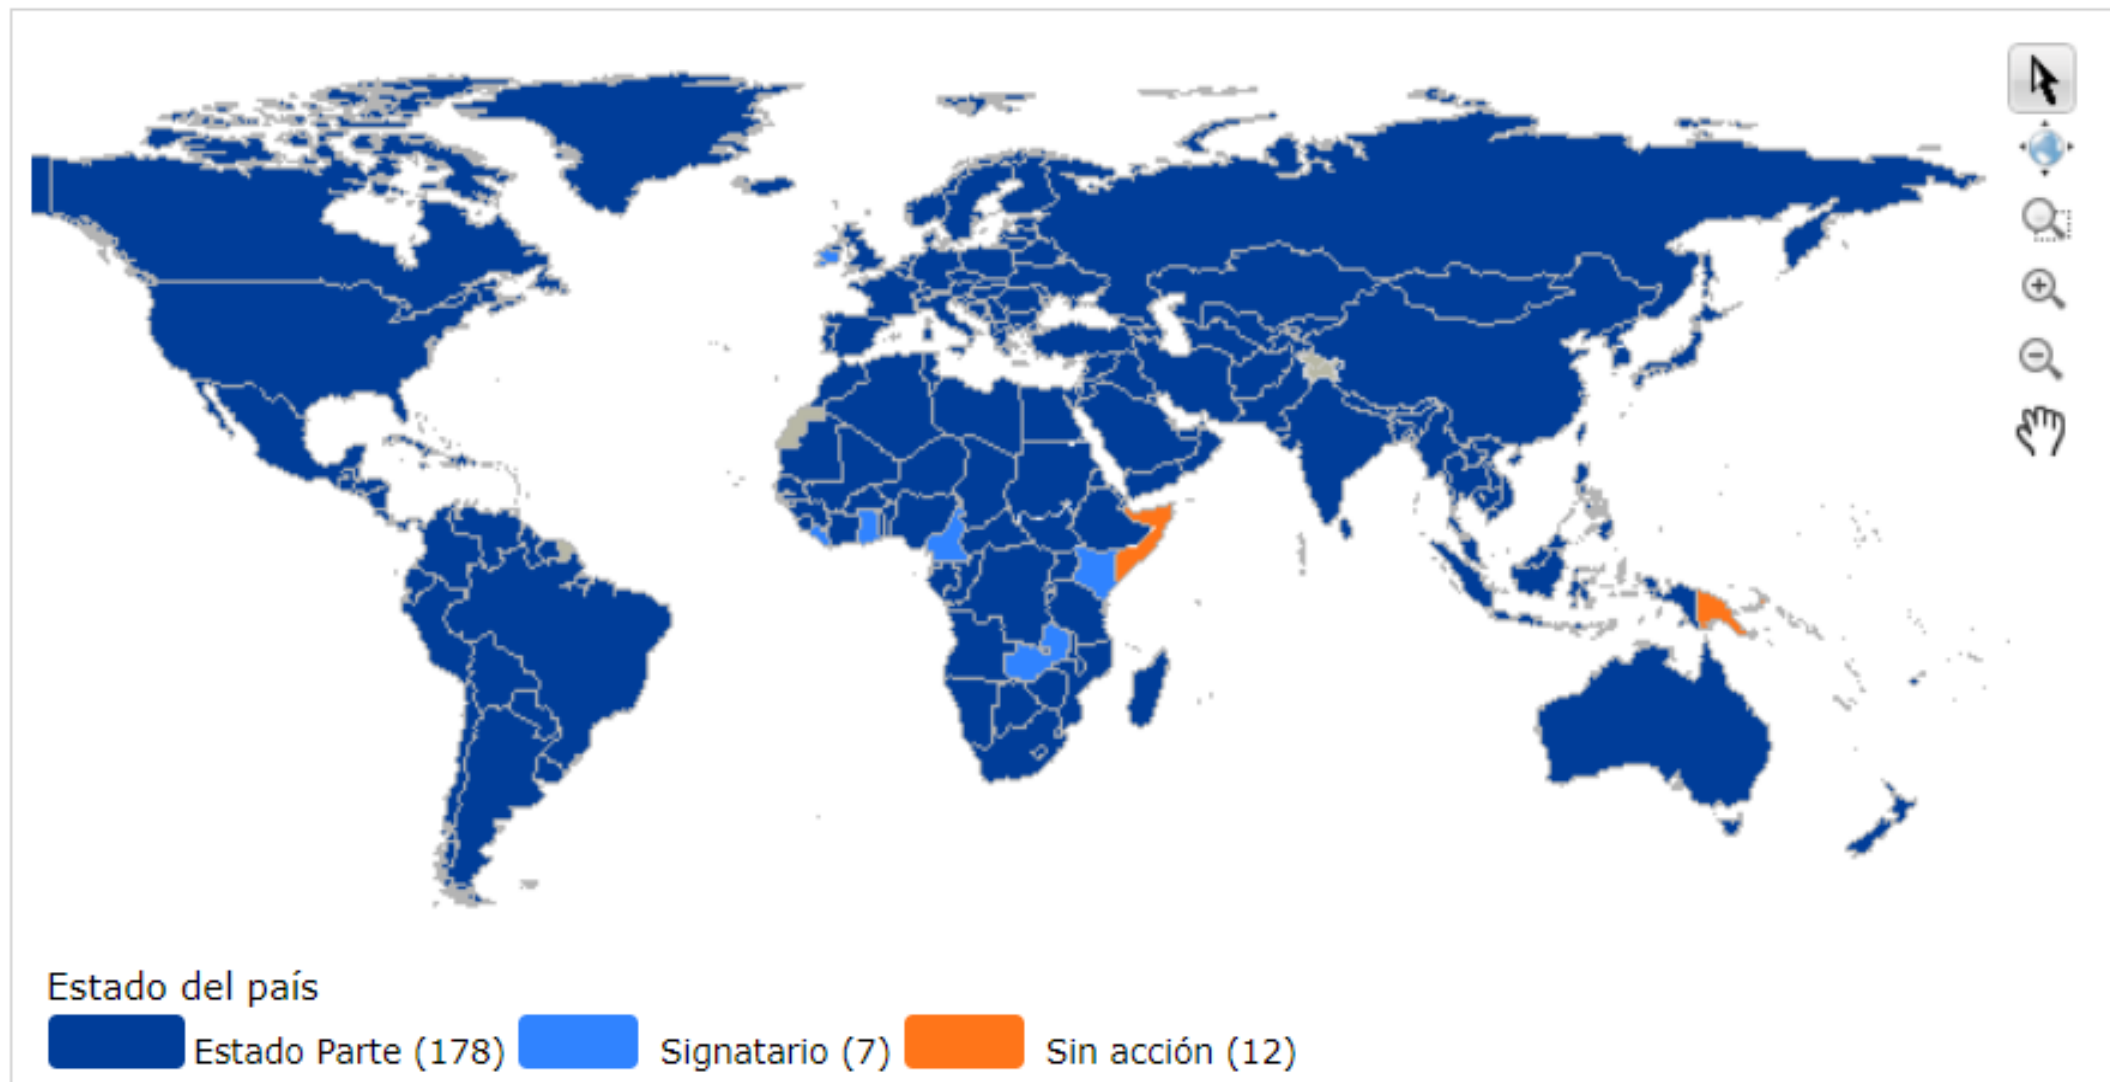 Estado del país
Estado Parte (178) Signatario (7) Sin acción (12)